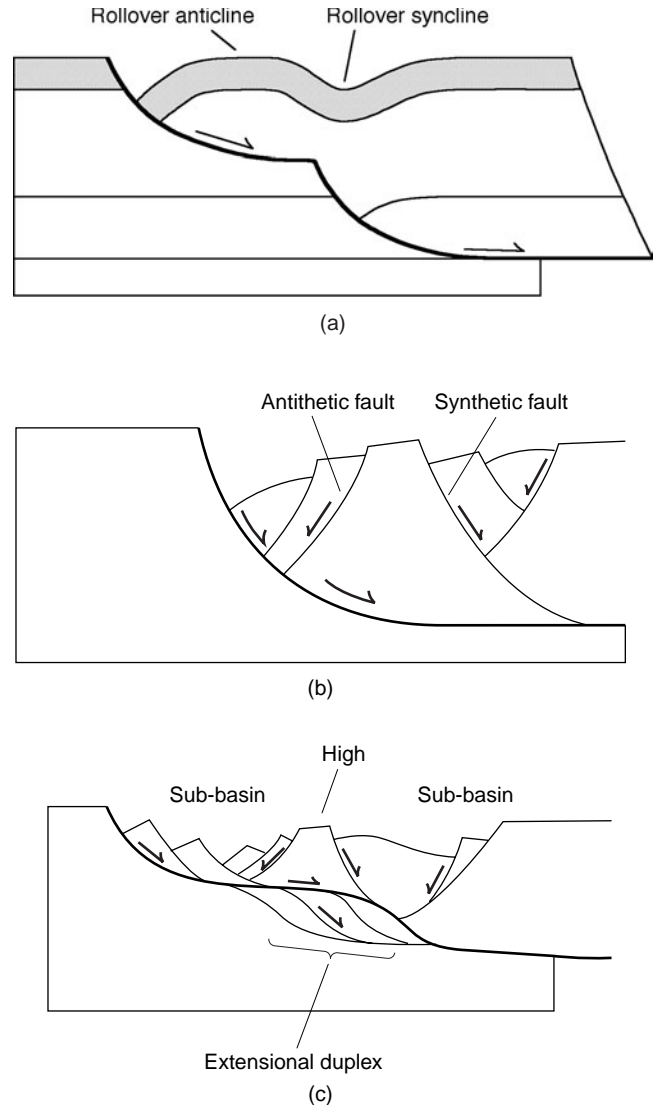 Rollover anticline
Rollover syncline
(a)
Antithetic fault
Synthetic fault
(b)
High
Sub-basin
Sub-basin
Extensional duplex
(c)